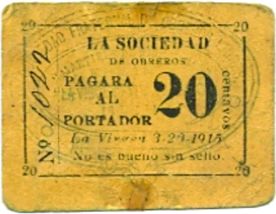 20 20
LA SOCIEDAD
DE OBREROS
PAGARA
AL
PORTADOR
20
centavos
La Virgen 3-20-1915
No es bueno sin sello.
Nº
20 20